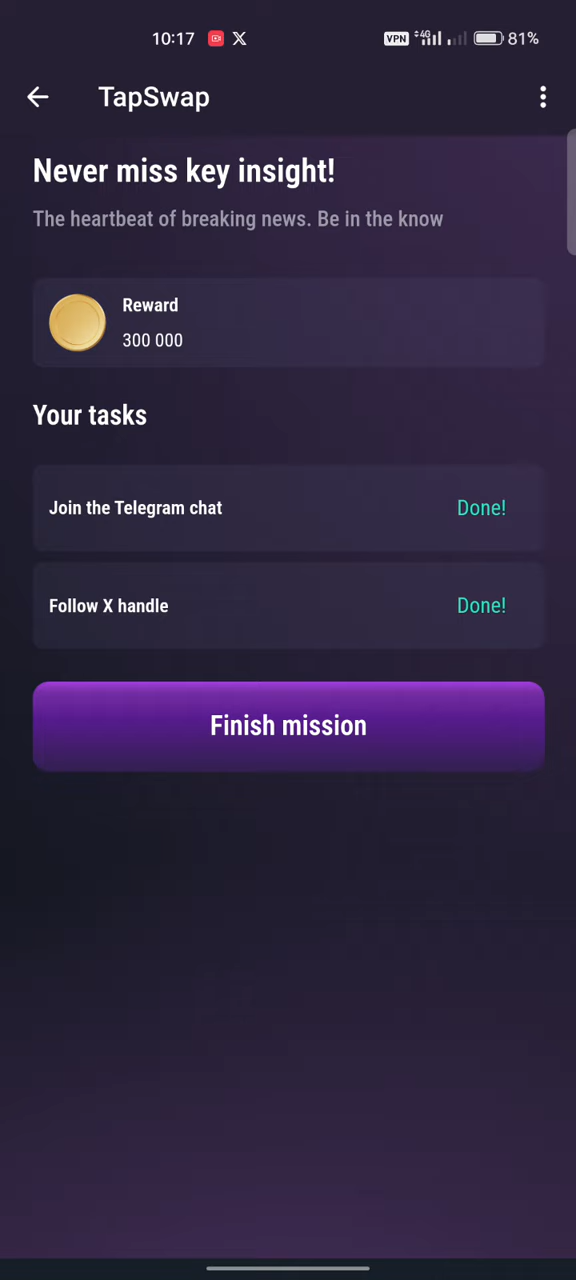 10:17 VPN 4G 81%
TapSwap
Never miss key insight!
The heartbeat of breaking news. Be in the know
Reward
300 000
Your tasks
Join the Telegram chat Done!
Follow X handle Done!
Finish mission